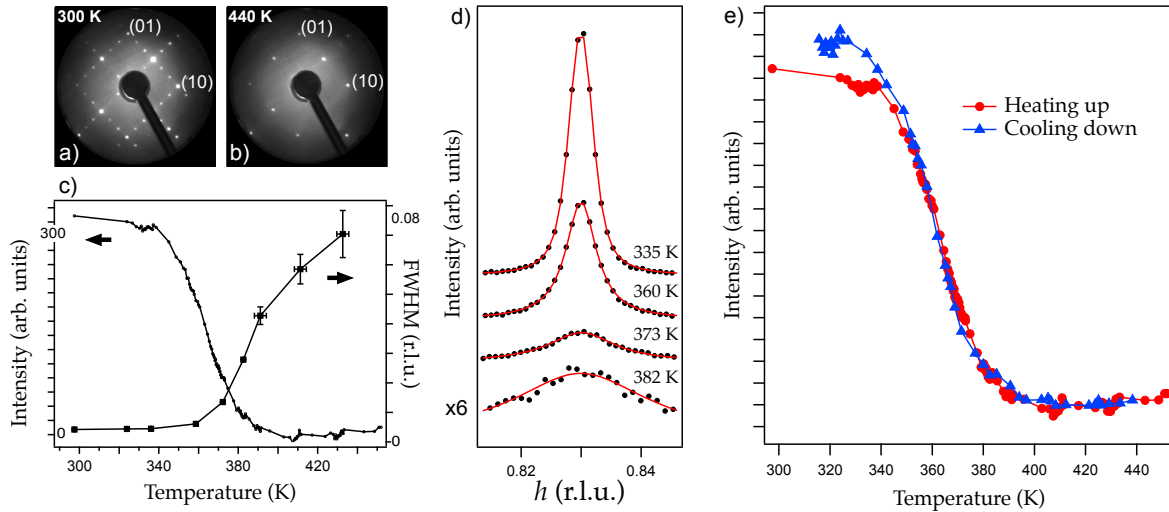 300 K
(01)
(10)
a)
440 K
(01)
(10)
b)
c)
Intensity (arb. units)
300
0
0.08
0
FWHM (r.l.u.)
300
340
380
420
Temperature (K)
d)
Intensity (arb. units)
335 K
360 K
373 K
382 K
x6
0.82
0.84
h (r.l.u.)
e)
Intensity (arb. units)
Heating up
Cooling down
300
320
340
360
380
400
420
440
Temperature (K)